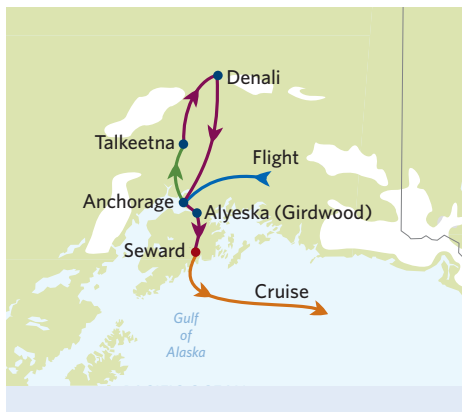 Denali
Talkeetna
Flight
Anchorage
Alyeska (Girdwood)
Seward
Cruise
Gulf
of
Alaska